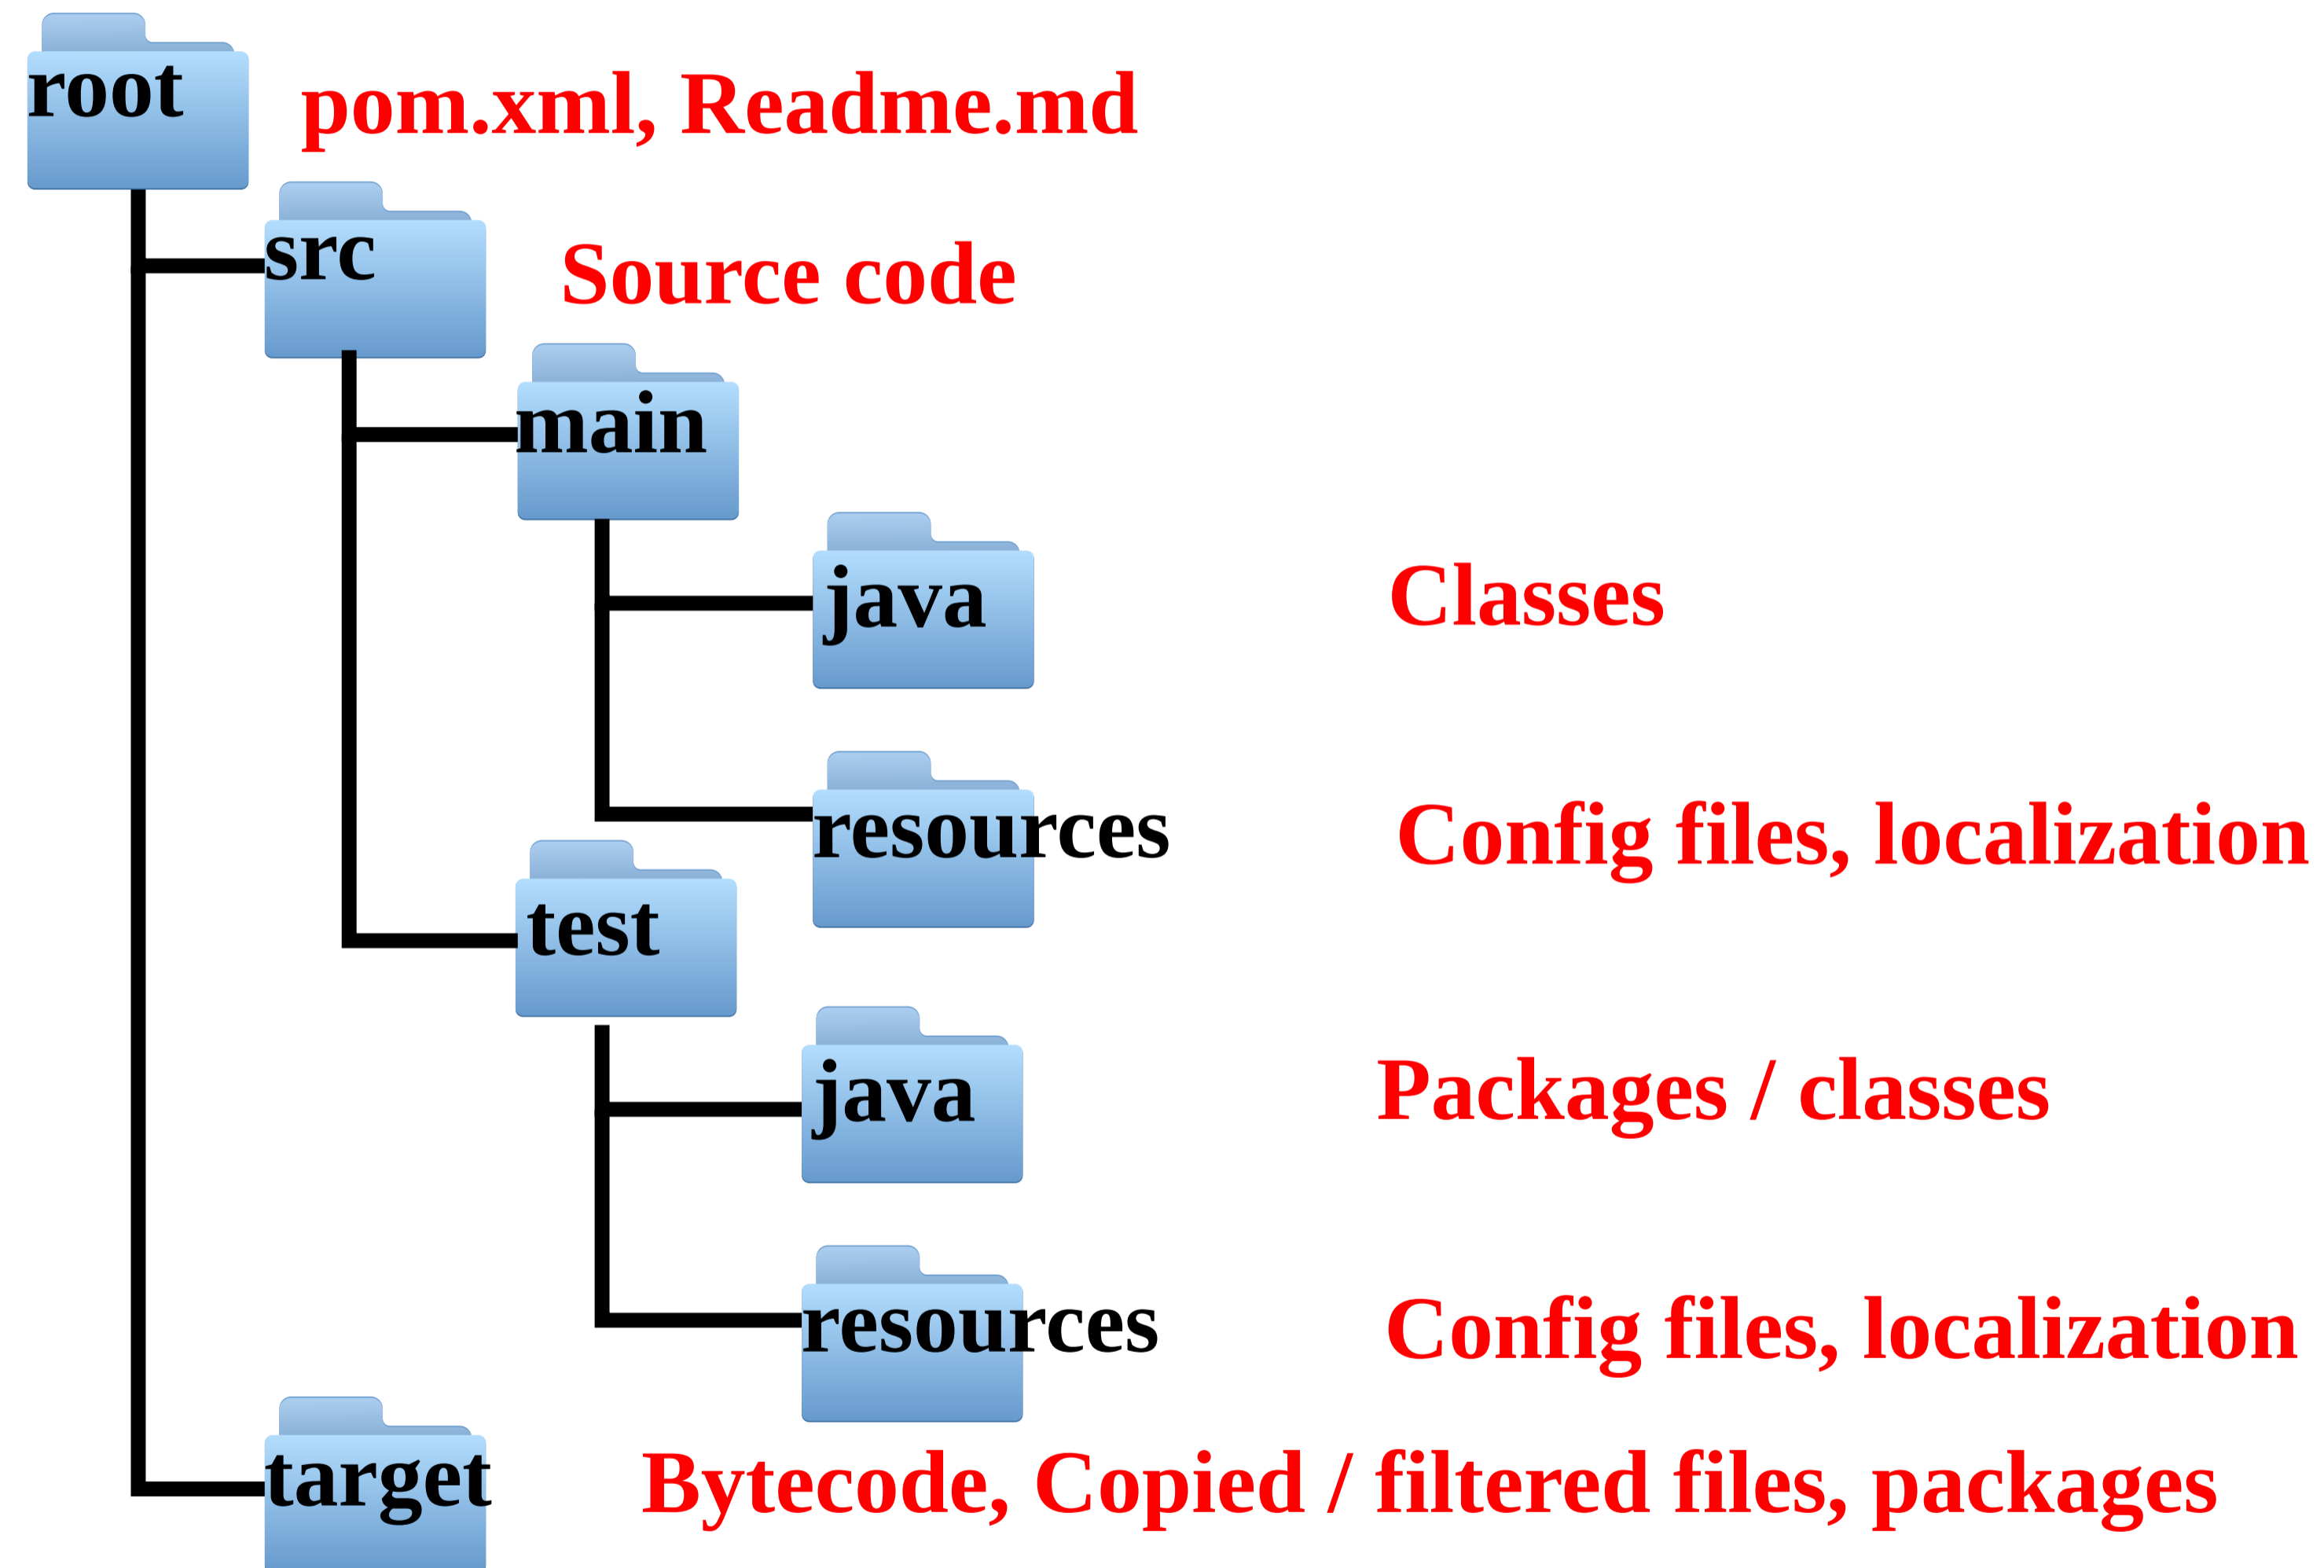 root
pom.xml, Readme.md
src
Source code
main
java
Classes
resources
Config files, localization
test
java
Packages / classes
resources
Config files, localization
target
Bytecode, Copied / filtered files, packages